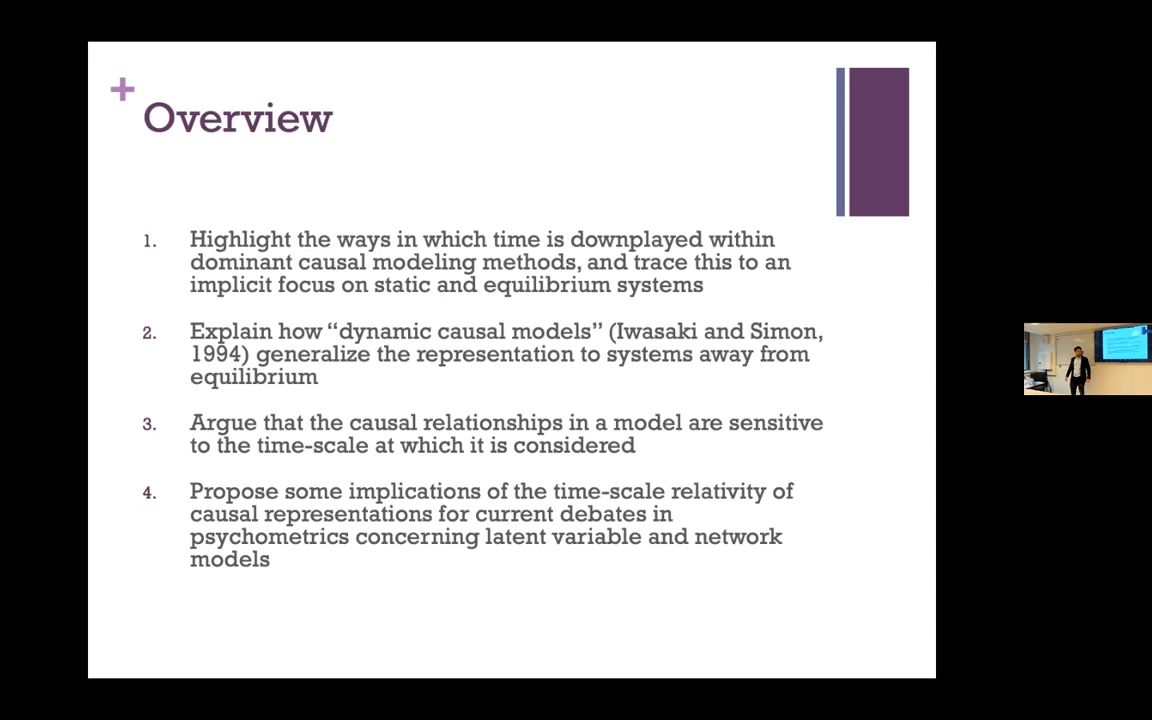 +
Overview
1. Highlight the ways in which time is downplayed within
dominant causal modeling methods, and trace this to an
implicit focus on static and equilibrium systems
2. Explain how “dynamic causal models” (Iwasaki and Simon,
1994) generalize the representation to systems away from
equilibrium
3. Argue that the causal relationships in a model are sensitive
to the time-scale at which it is considered
4. Propose some implications of the time-scale relativity of
causal representations for current debates in
psychometrics concerning latent variable and network
models